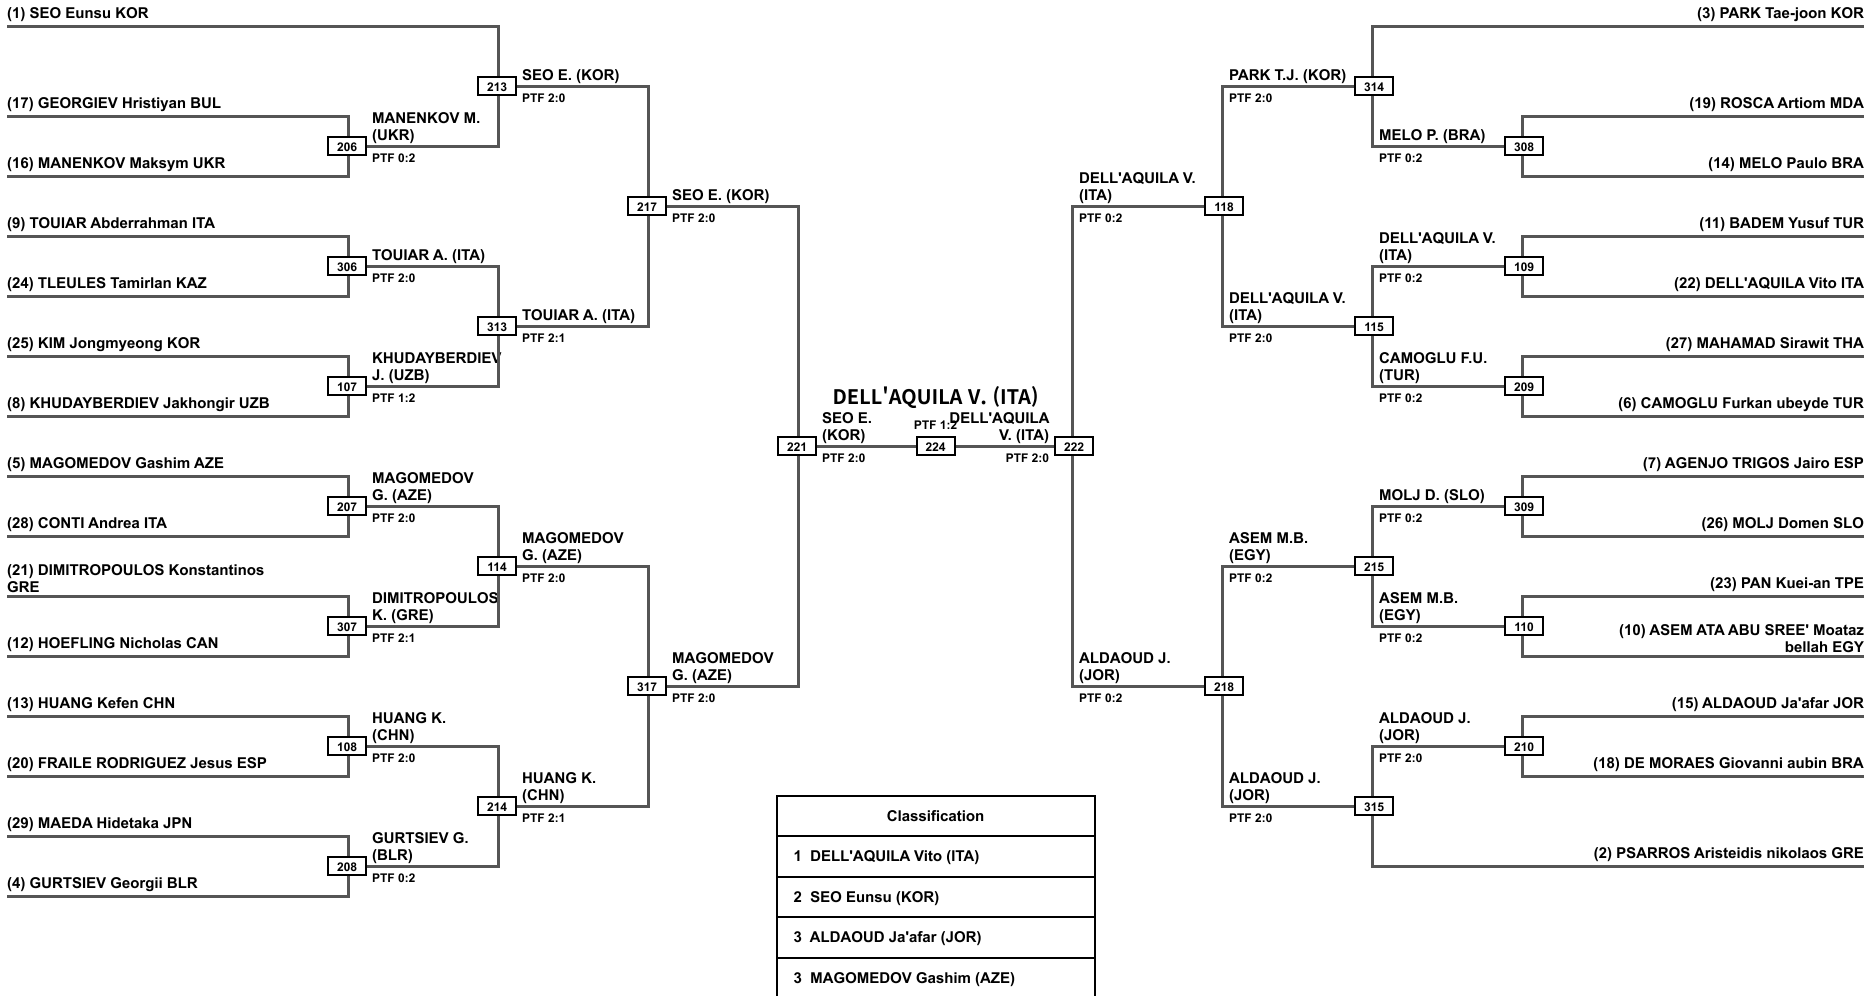 (1) SEO Eunsu KOR
(17) GEORGIEV Hristiyan BUL
(16) MANENKOV Maksym UKR
(9) TOUIAR Abderrahman ITA
(24) TLEULES Tamirlan KAZ
(25) KIM Jongmyeong KOR
(8) KHUDAYBERDIEV Jakhongir UZB
(5) MAGOMEDOV Gashim AZE
(28) CONTI Andrea ITA
(21) DIMITROPOULOS Konstantinos
GRE
(12) HOEFLING Nicholas CAN
(13) HUANG Kefen CHN
(20) FRAILE RODRIGUEZ Jesus ESP
(29) MAEDA Hidetaka JPN
(4) GURTSIEV Georgii BLR
206
MANENKOV M.
(UKR)
PTF 0:2
306
TOUIAR A. (ITA)
PTF 2:0
107
KHUDAYBERDIEV
J. (UZB)
PTF 1:2
207
MAGOMEDOV
G. (AZE)
PTF 2:0
307
DIMITROPOULOS
K. (GRE)
PTF 2:1
108
HUANG K.
(CHN)
PTF 2:0
208
GURTSIEV G.
(BLR)
PTF 0:2
213
SEO E. (KOR)
PTF 2:0
313
TOUIAR A. (ITA)
PTF 2:1
114
MAGOMEDOV
G. (AZE)
PTF 2:0
214
HUANG K.
(CHN)
PTF 2:1
217
SEO E. (KOR)
PTF 2:0
317
MAGOMEDOV
G. (AZE)
PTF 2:0
DELL'AQUILA V. (ITA)
221
SEO E.
(KOR)
PTF 2:0
PTF 1:2
224
DELL'AQUILA
V. (ITA)
PTF 2:0
222
DELL'AQUILA V.
(ITA)
PTF 0:2
118
ALDAOUD J.
(JOR)
PTF 0:2
218
PARK T.J. (KOR)
PTF 2:0
314
DELL'AQUILA V.
(ITA)
PTF 2:0
115
ASEM M.B.
(EGY)
PTF 0:2
215
ALDAOUD J.
(JOR)
PTF 2:0
315
MELO P. (BRA)
PTF 0:2
308
DELL'AQUILA V.
(ITA)
PTF 0:2
109
CAMOGLU F.U.
(TUR)
PTF 0:2
209
MOLJ D. (SLO)
PTF 0:2
309
ASEM M.B.
(EGY)
PTF 0:2
110
ALDAOUD J.
(JOR)
PTF 2:0
210
(3) PARK Tae-joon KOR
(19) ROSCA Artiom MDA
(14) MELO Paulo BRA
(11) BADEM Yusuf TUR
(22) DELL'AQUILA Vito ITA
(27) MAHAMAD Sirawit THA
(6) CAMOGLU Furkan ubeyde TUR
(7) AGENJO TRIGOS Jairo ESP
(26) MOLJ Domen SLO
(23) PAN Kuei-an TPE
(10) ASEM ATA ABU SREE' Moataz
bellah EGY
(15) ALDAOUD Ja'afar JOR
(18) DE MORAES Giovanni aubin BRA
(2) PSARROS Aristeidis nikolaos GRE
Classification
1 DELL'AQUILA Vito (ITA)
2 SEO Eunsu (KOR)
3 ALDAOUD Ja'afar (JOR)
3 MAGOMEDOV Gashim (AZE)